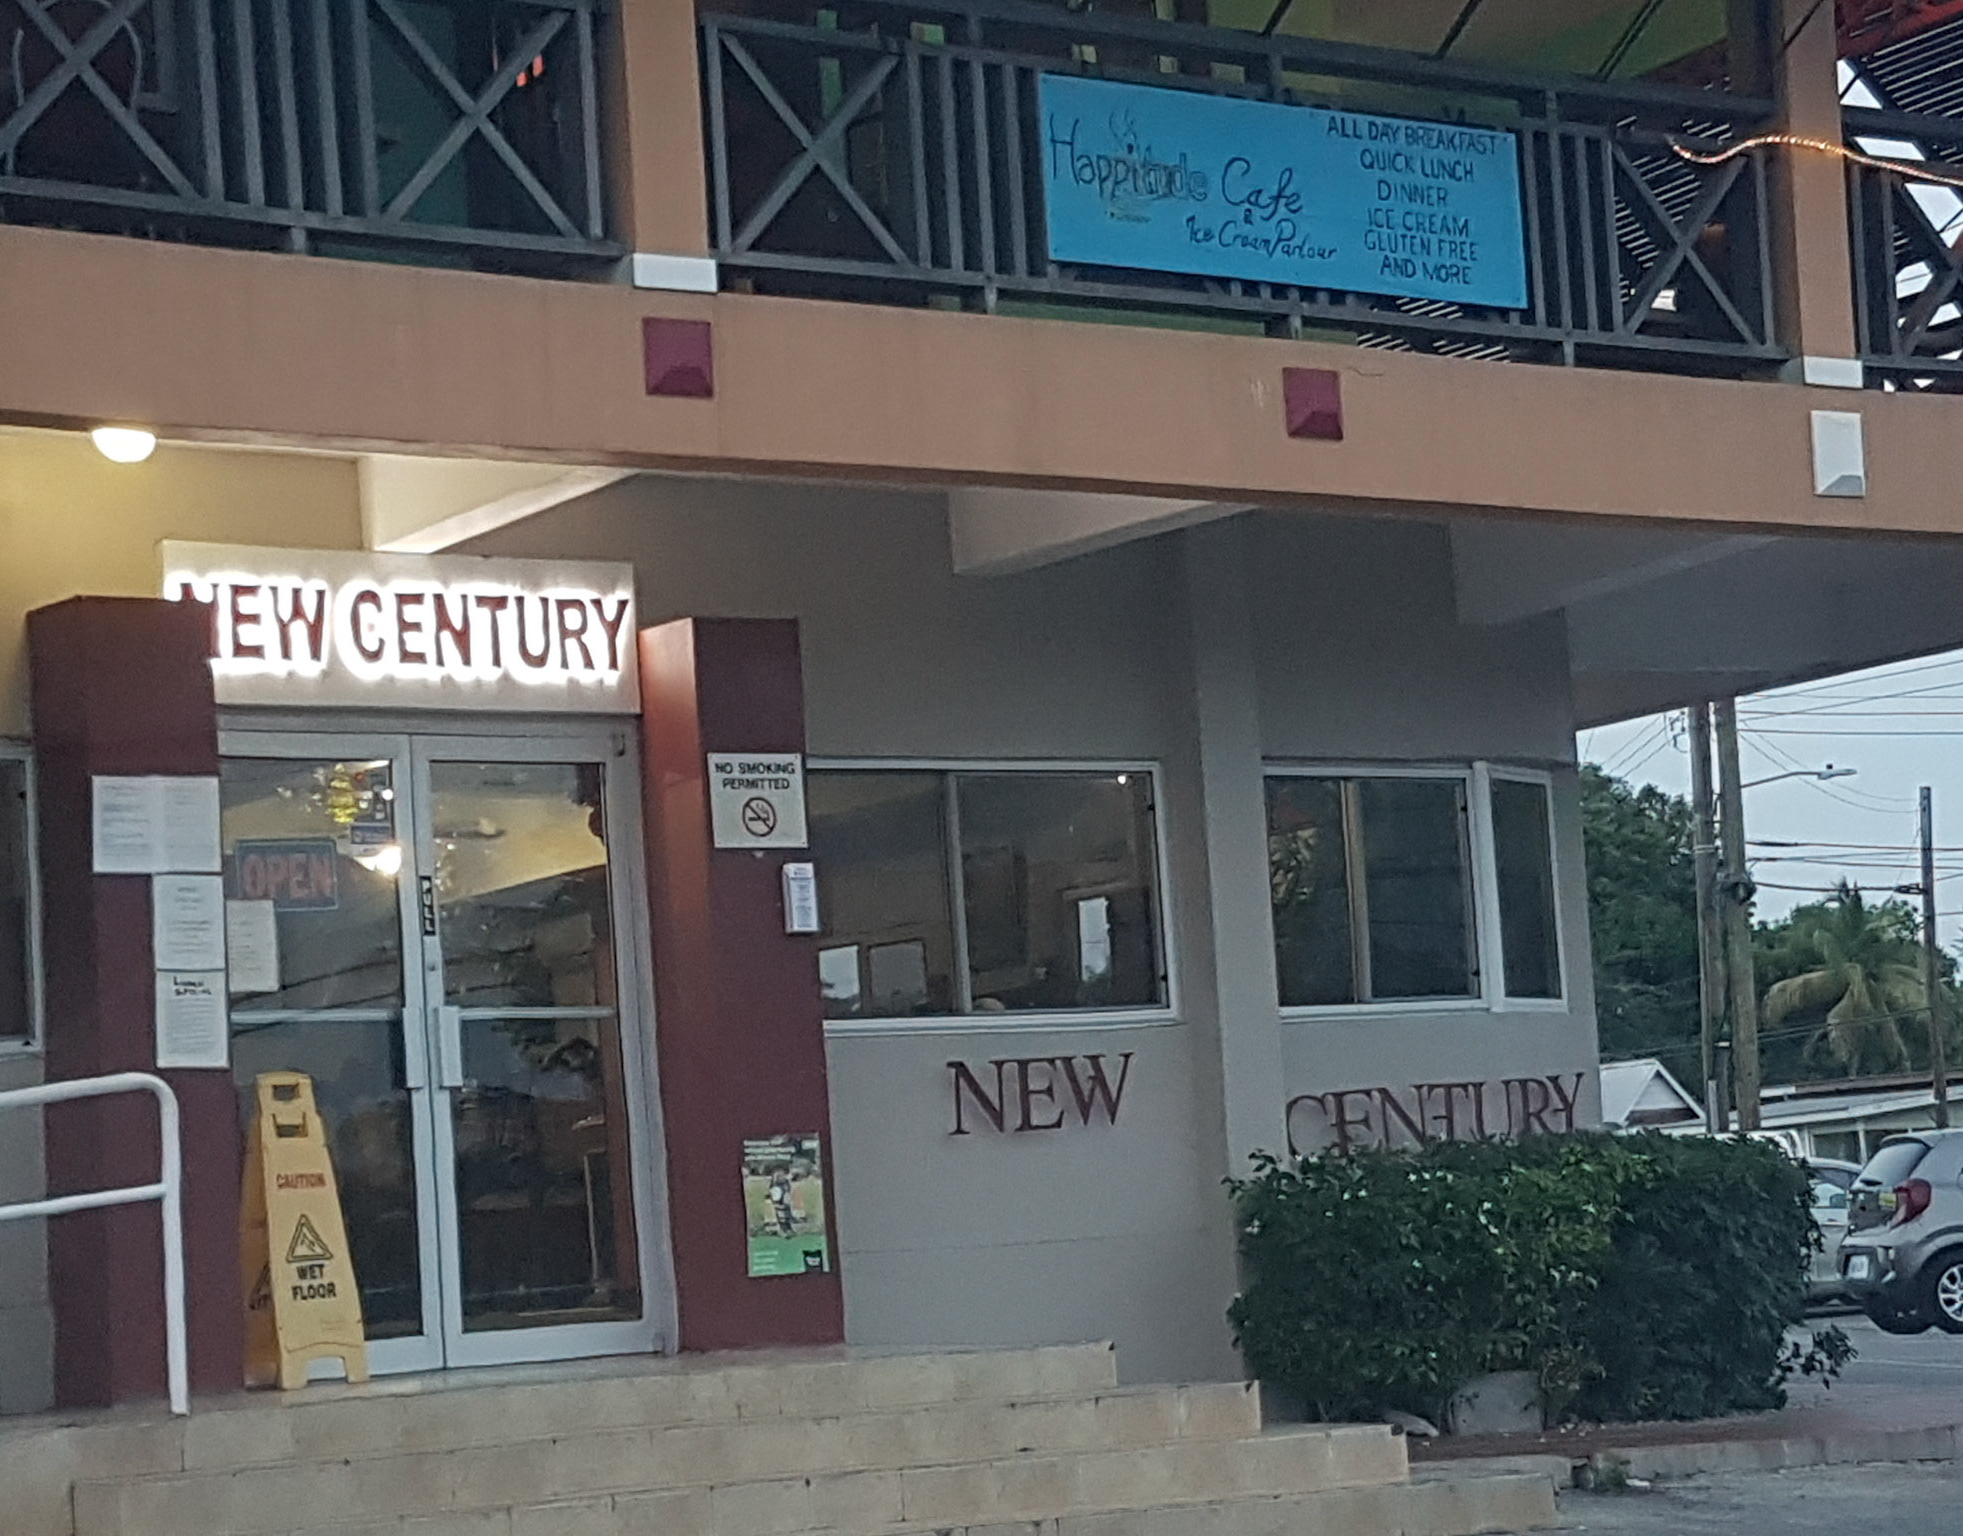 Happitude Cafe
&
Ice Cream Parlour
ALL DAY BREAKFAST
QUICK LUNCH
DINNER
ICE CREAM
GLUTEN FREE
AND MORE
NEW CENTURY
NO SMOKING
PERMITTED
OPEN
NEW CENTURY
CAUTION
WET
FLOOR